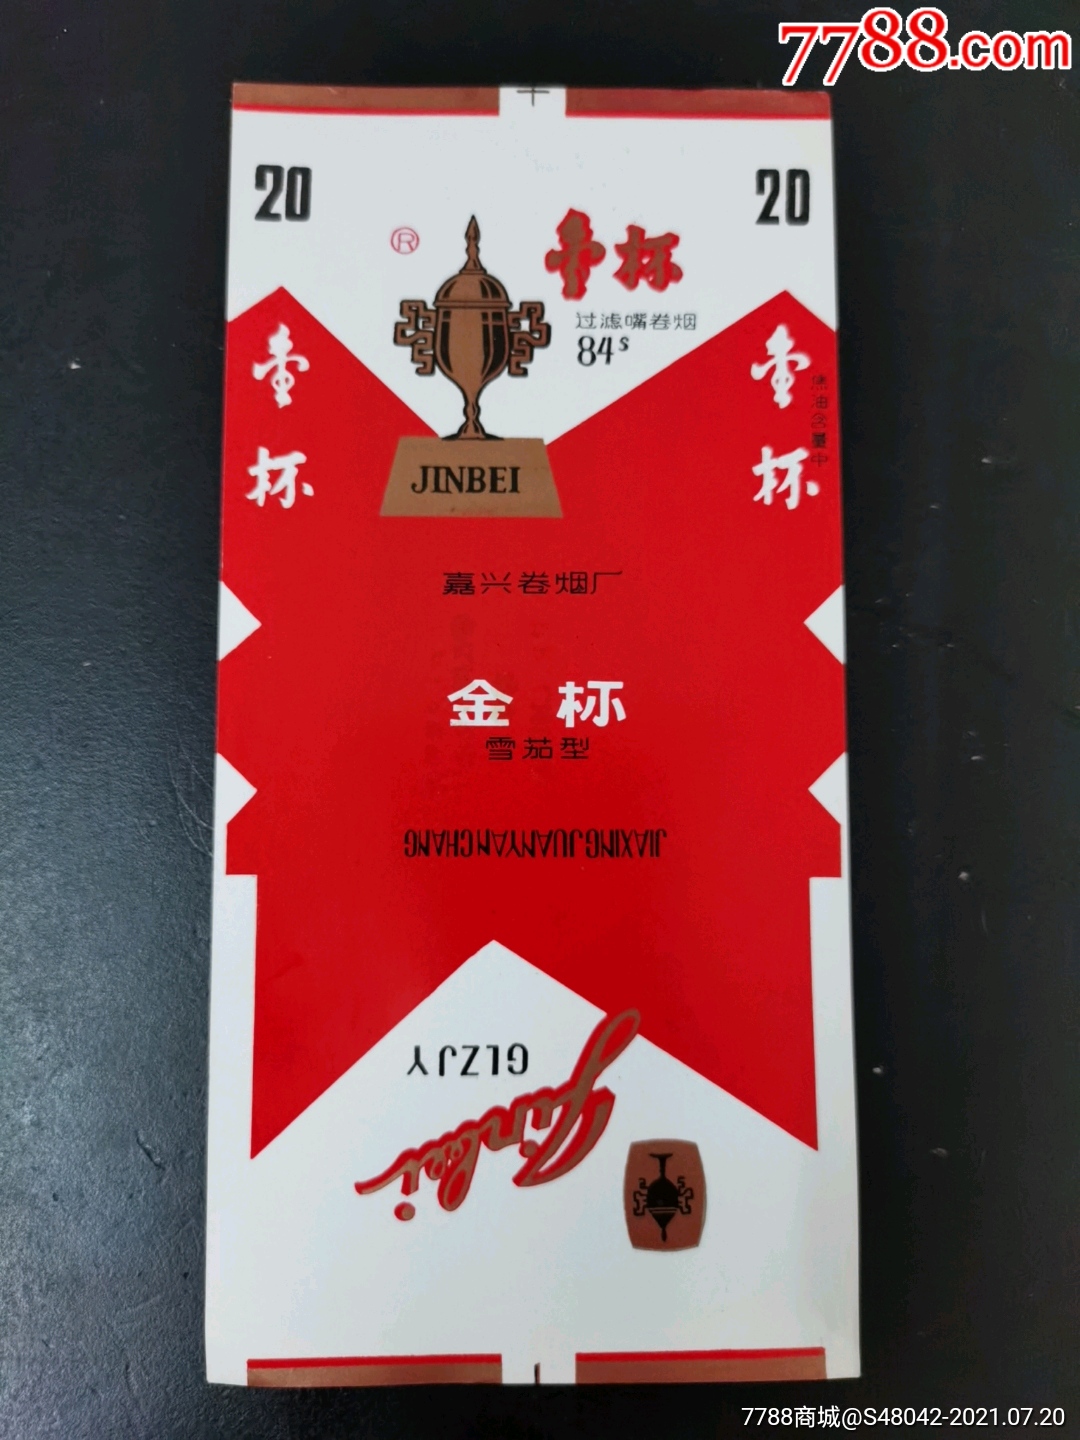 7788.com
20
20
®
金杯
过滤嘴卷烟
84s
金杯
金杯
焦油含量中
JINBEI
嘉兴卷烟厂
金杯
雪茄型
JIAXINGJUANYANCHANG
GLZJY
Jinbei
7788商城@S48042-2021.07.20